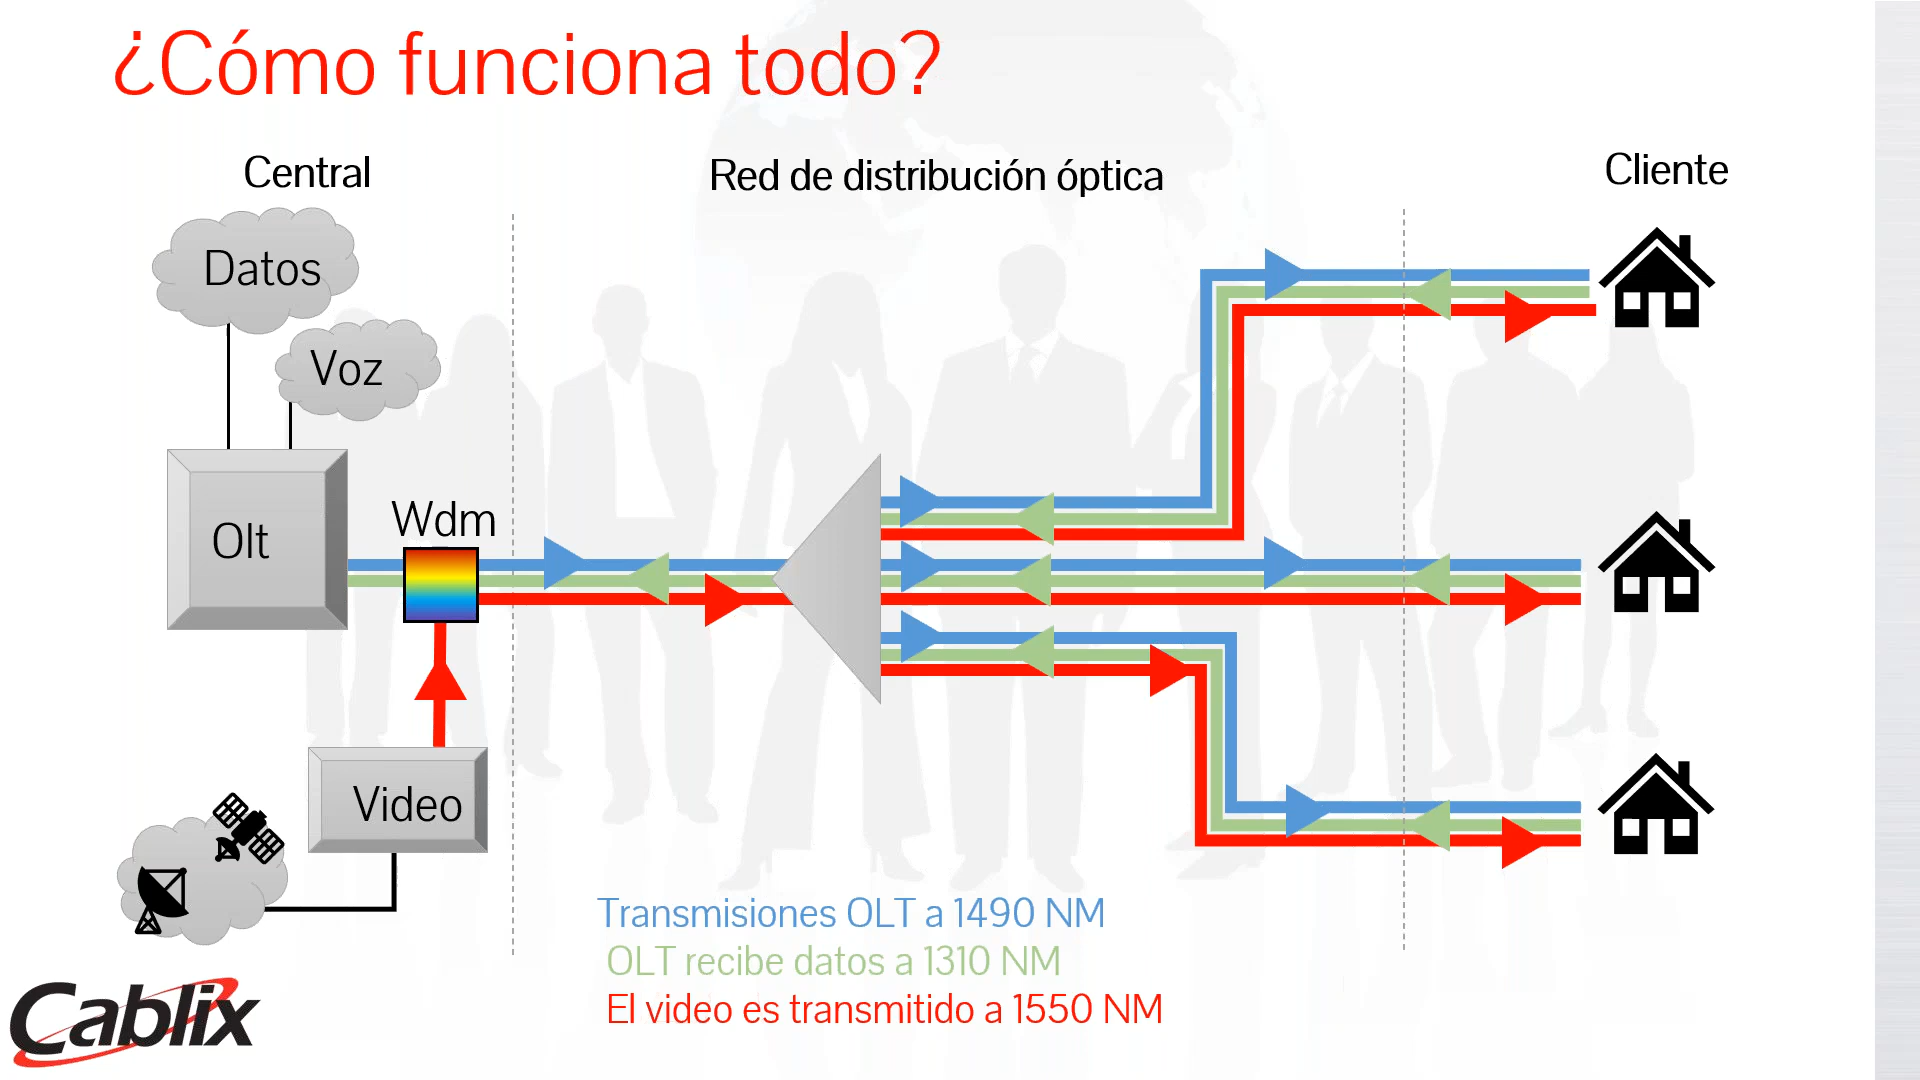 ¿Cómo funciona todo?
Central
Red de distribución óptica
Cliente
Datos
Voz
Olt
Wdm
Video
Transmisiones OLT a 1490 NM
OLT recibe datos a 1310 NM
El video es transmitido a 1550 NM
Cablix